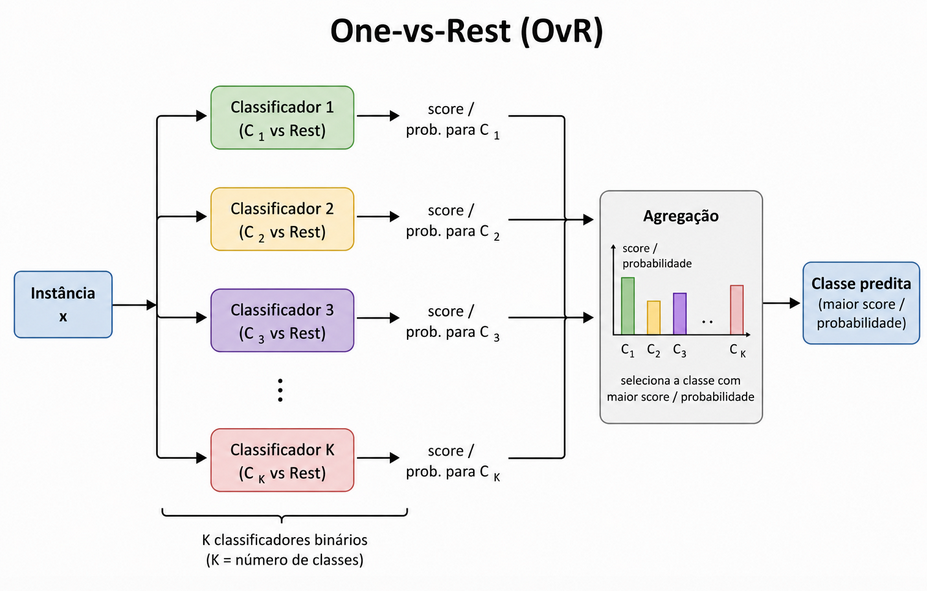 One-vs-Rest (OvR)
Classificador 1
(C 1 vs Rest)
score /
prob. para C 1
Classificador 2
(C 2 vs Rest)
score /
prob. para C 2
Instância
x
Classificador 3
(C 3 vs Rest)
score /
prob. para C 3
⋮
Classificador K
(C K vs Rest)
score /
prob. para C K
K classificadores binários
(K = número de classes)
Agregação
score /
probabilidade
C1 C2 C3 .. C K
seleciona a classe com
maior score / probabilidade
Classe predita
(maior score /
probabilidade)